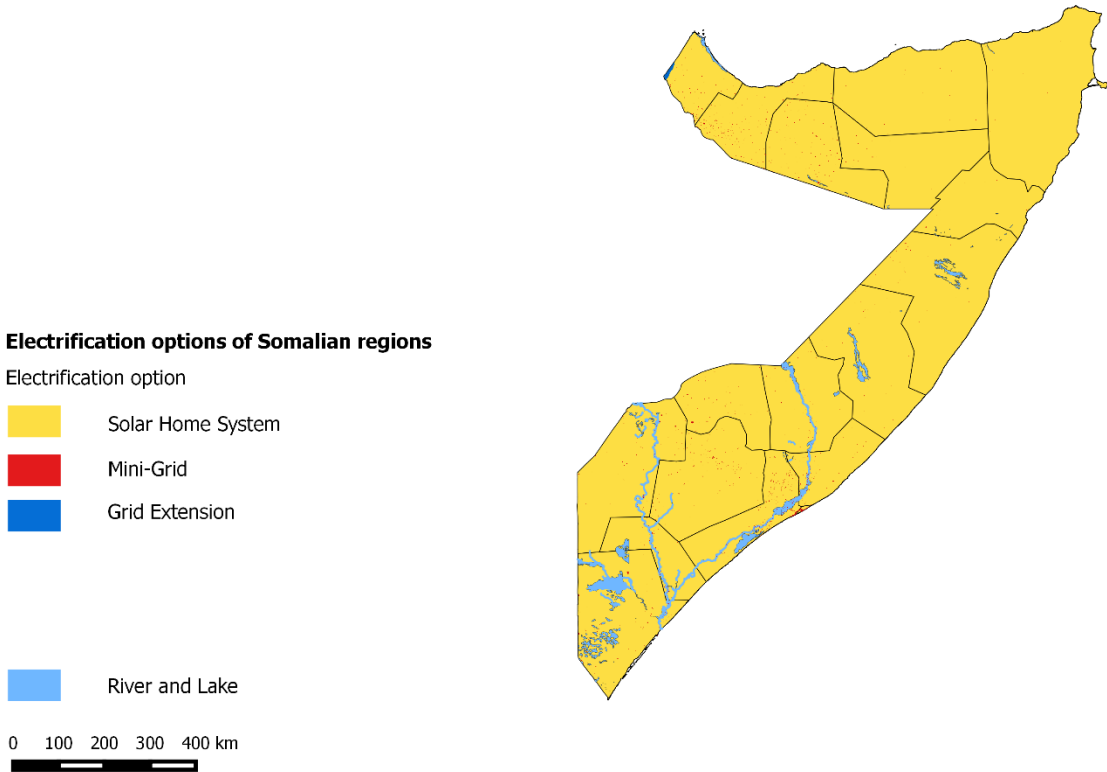 Electrification options of Somalian regions
Electrification option
Solar Home System
Mini-Grid
Grid Extension
River and Lake
0 100 200 300 400 km